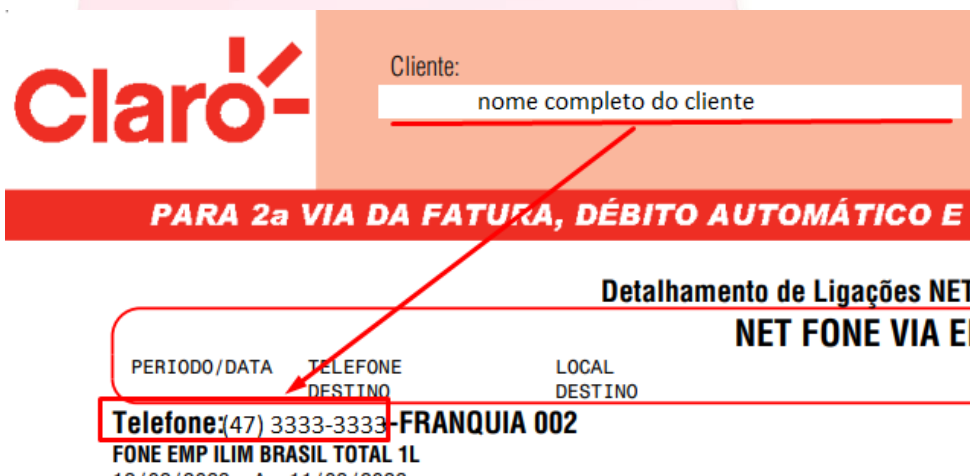 Claro-
Cliente:
nome completo do cliente
PARA 2a VIA DA FATURA, DÉBITO AUTOMÁTICO E
Detalhamento de Ligações NET
NET FONE VIA
PERIODO/DATA TELEFONE LOCAL
DESTINO DESTINO
Telefone:(47) 3333-3333-FRANQUIA 002
FONE EMP ILIM BRASIL TOTAL 1L